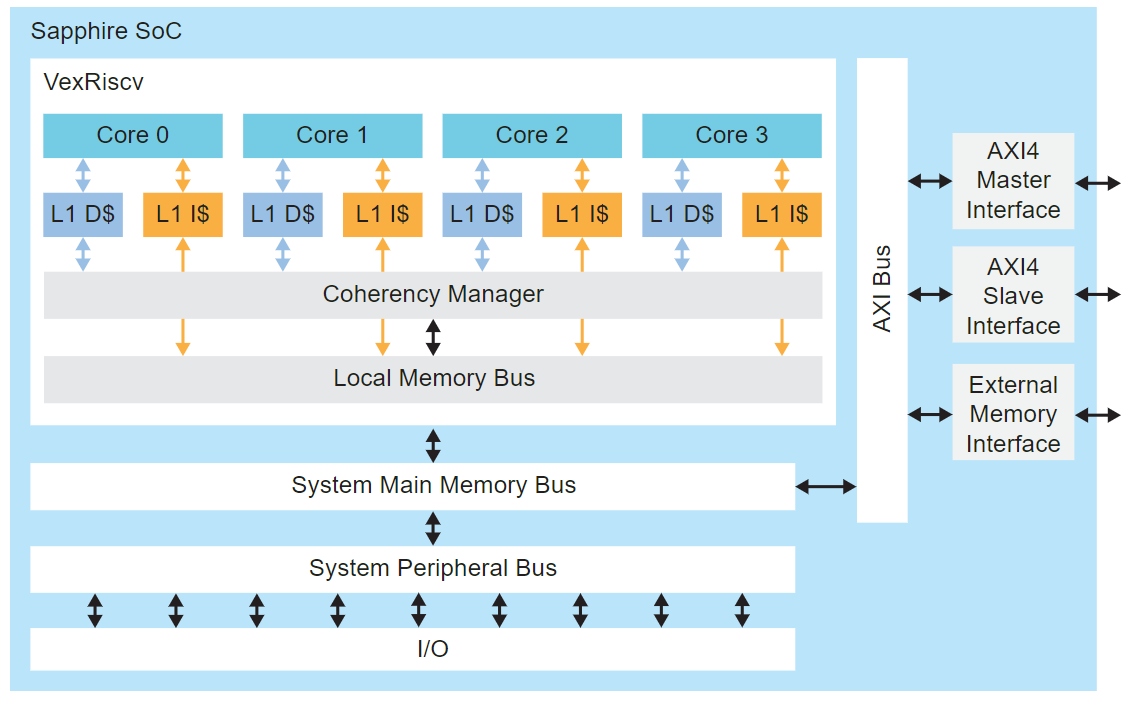 Sapphire SoC
VexRiscv
Core 0
Core 1
Core 2
Core 3
L1 D$
L1 I$
L1 D$
L1 I$
L1 D$
L1 I$
L1 D$
L1 I$
Coherency Manager
Local Memory Bus
System Main Memory Bus
System Peripheral Bus
I/O
AXI Bus
AXI4
Master
Interface
AXI4
Slave
Interface
External
Memory
Interface